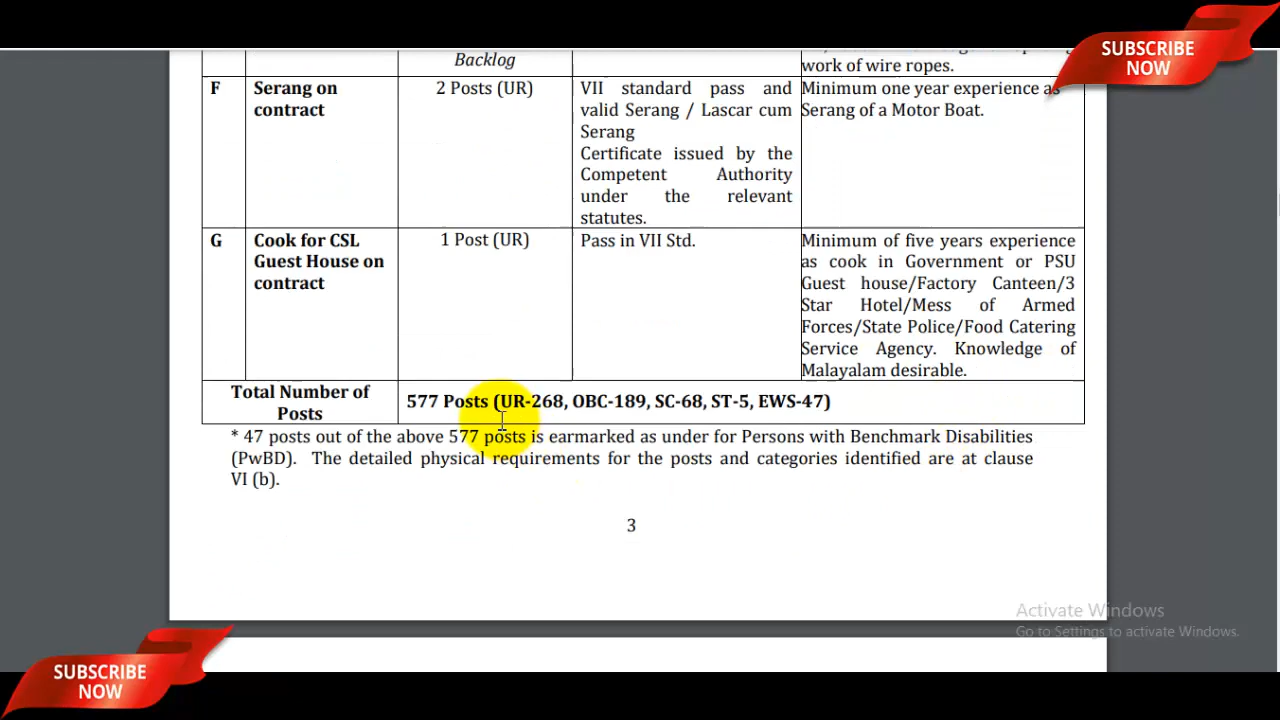 SUBSCRIBE
NOW
Backlog
work of wire ropes.
F
Serang on
contract
2 Posts (UR)
VII standard pass and
valid Serang / Lascar cum
Serang
Certificate issued by the
Competent Authority
under the relevant
statutes.
Minimum one year experience as
Serang of a Motor Boat.
G
Cook for CSL
Guest House on
contract
1 Post (UR)
Pass in VII Std.
Minimum of five years experience
as cook in Government or PSU
Guest house/Factory Canteen/3
Star Hotel/Mess of Armed
Forces/State Police/Food Catering
Service Agency. Knowledge of
Malayalam desirable.
Total Number of
Posts
577 Posts (UR-268, OBC-189, SC-68, ST-5, EWS-47)
* 47 posts out of the above 577 posts is earmarked as under for Persons with Benchmark Disabilities
(PwBD). The detailed physical requirements for the posts and categories identified are at clause
VI (b).
3
Activate Windows
Go to Settings to activate Windows.
SUBSCRIBE
NOW